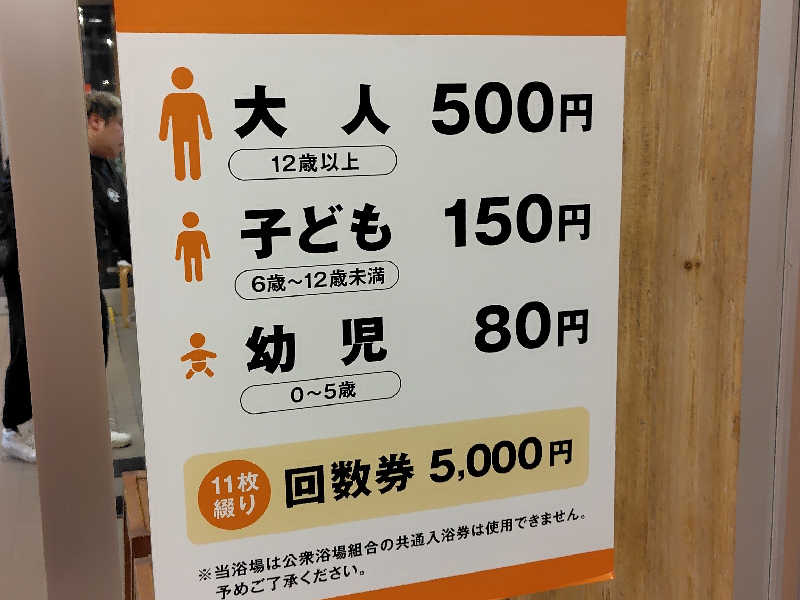 大人 500円
12歳以上
子ども 150円
6歳〜12歳未満
幼児 80円
0〜5歳
11枚綴り 回数券 5,000円
※当浴場は公衆浴場組合の共通入浴券は使用できません。
予めご了承ください。